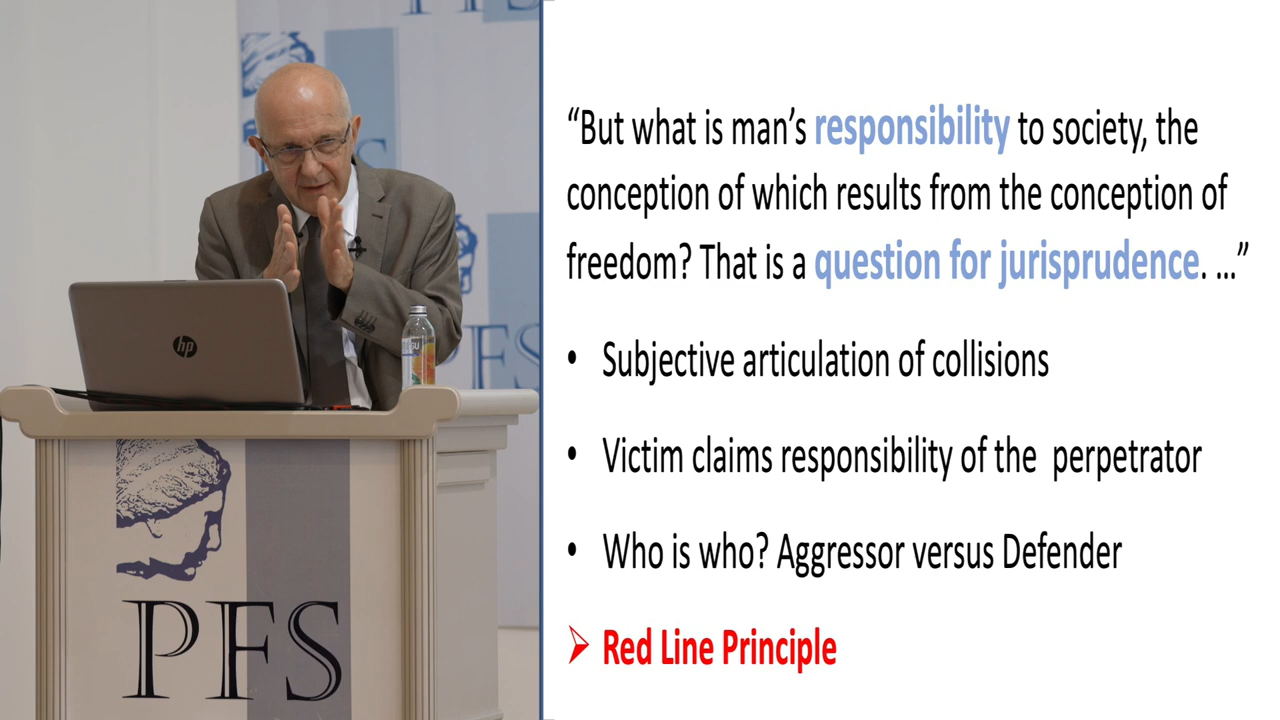 “But what is man’s responsibility to society, the
conception of which results from the conception of
freedom? That is a question for jurisprudence. ...”
• Subjective articulation of collisions
• Victim claims responsibility of the perpetrator
• Who is who? Aggressor versus Defender
Red Line Principle
hp
PFS
PFS